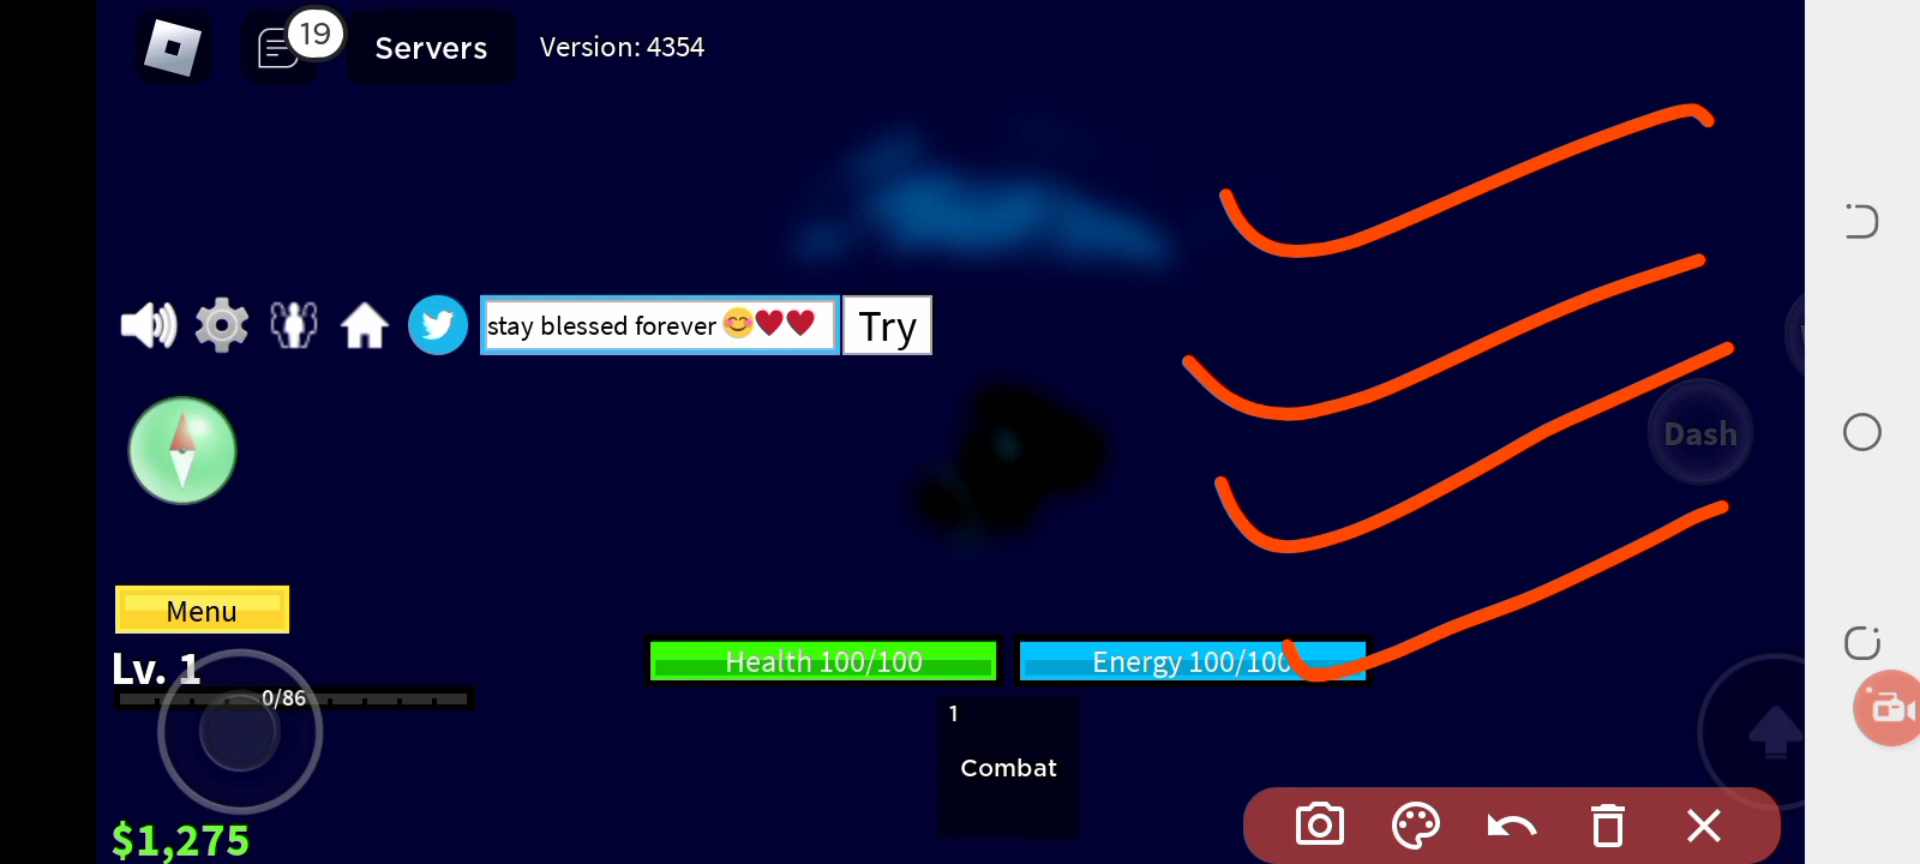 19
Servers
Version: 4354
stay blessed forever 😊♥♥
Try
Dash
Menu
Health 100/100
Energy 100/100
Lv. 1
0/86
1
Combat
$1,275